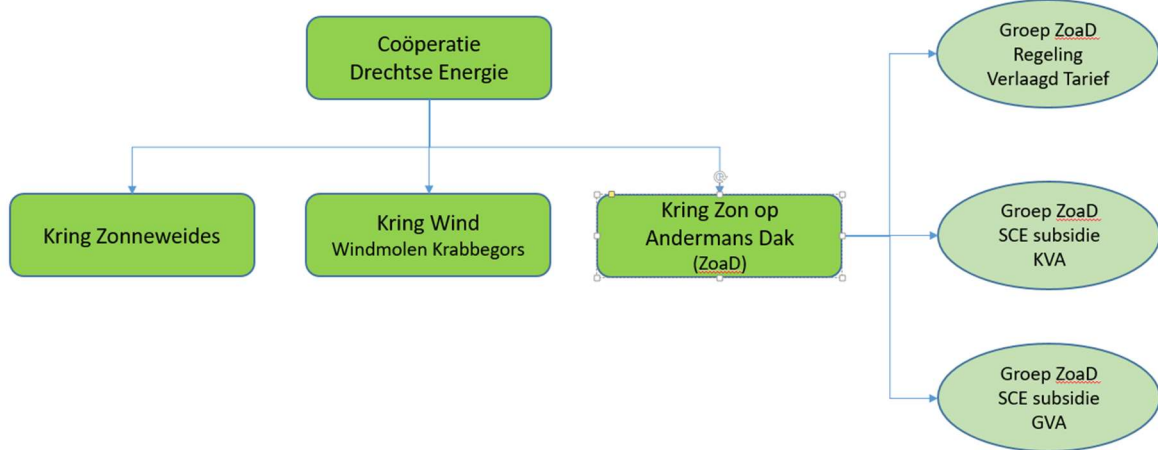 Coöperatie
Drechtse Energie
Kring Zonneweides
Kring Wind
Windmolen Krabbegors
Kring Zon op
Andermans Dak
(ZoaD)
Groep ZoaD
Regeling
Verlaagd Tarief
Groep ZoaD
SCE subsidie
KVA
Groep ZoaD
SCE subsidie
GVA